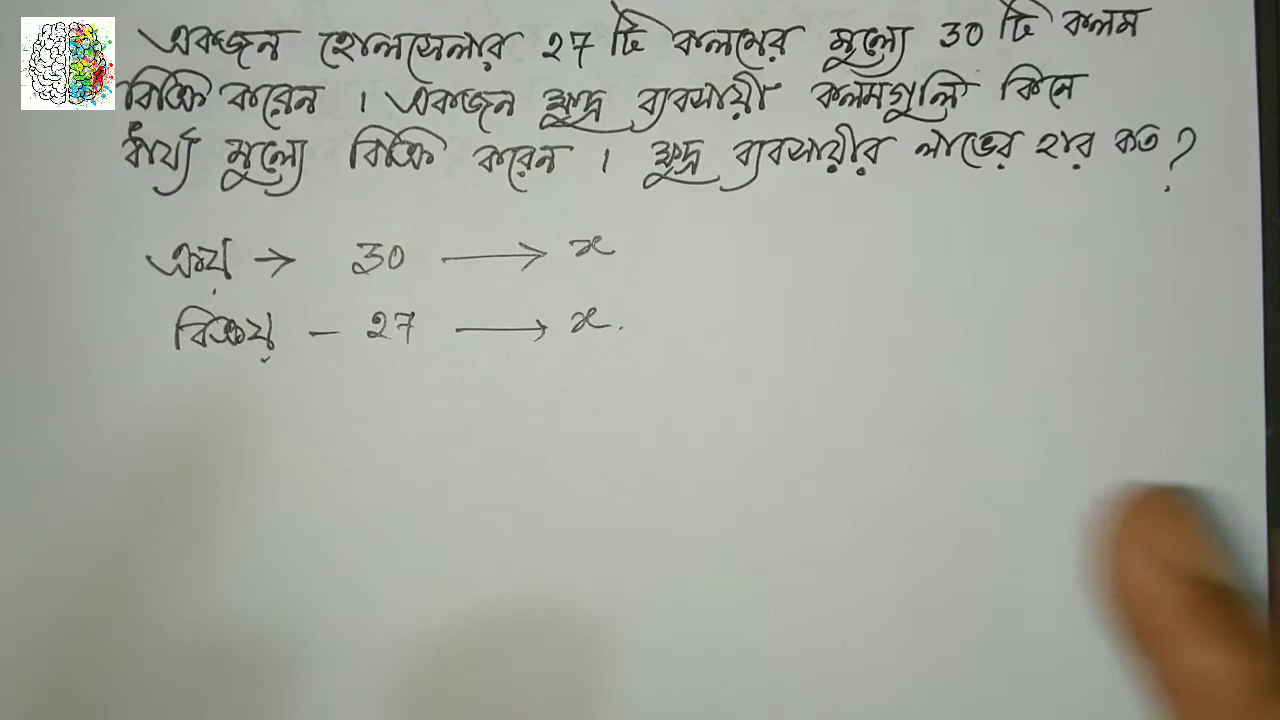 একজন হোলসেলার 27 টি কলমের মূল্যে 30 টি কলম
বিক্রি করেন । একজন ক্ষুদ্র ব্যবসায়ী কলমগুলি কিনে
ধার্য্য মূল্যে বিক্রি করেন । ক্ষুদ্র ব্যবসায়ীর লাভের হার কত ?
ক্রয় → 30 ⟶ x
বিক্রয় – 27 ⟶ x.